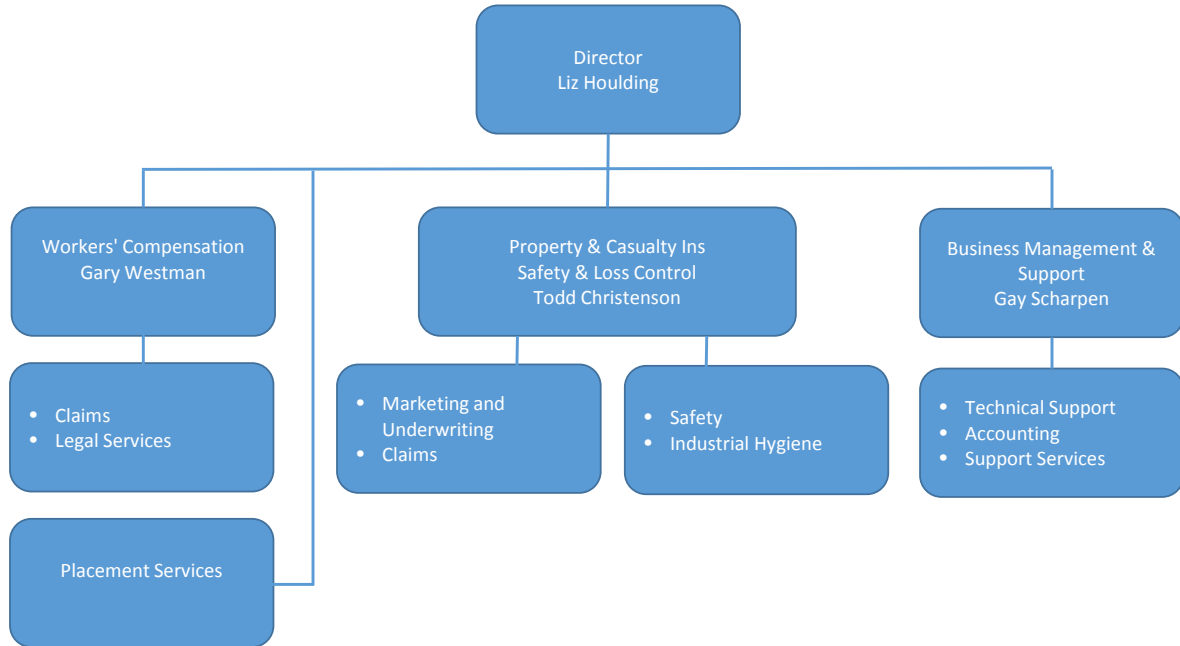 Director
Liz Houlding
Workers' Compensation
Gary Westman
Property & Casualty Ins
Safety & Loss Control
Todd Christenson
Business Management &
Support
Gay Scharpen
• Claims
• Legal Services
• Marketing and
Underwriting
• Claims
• Safety
• Industrial Hygiene
• Technical Support
• Accounting
• Support Services
Placement Services